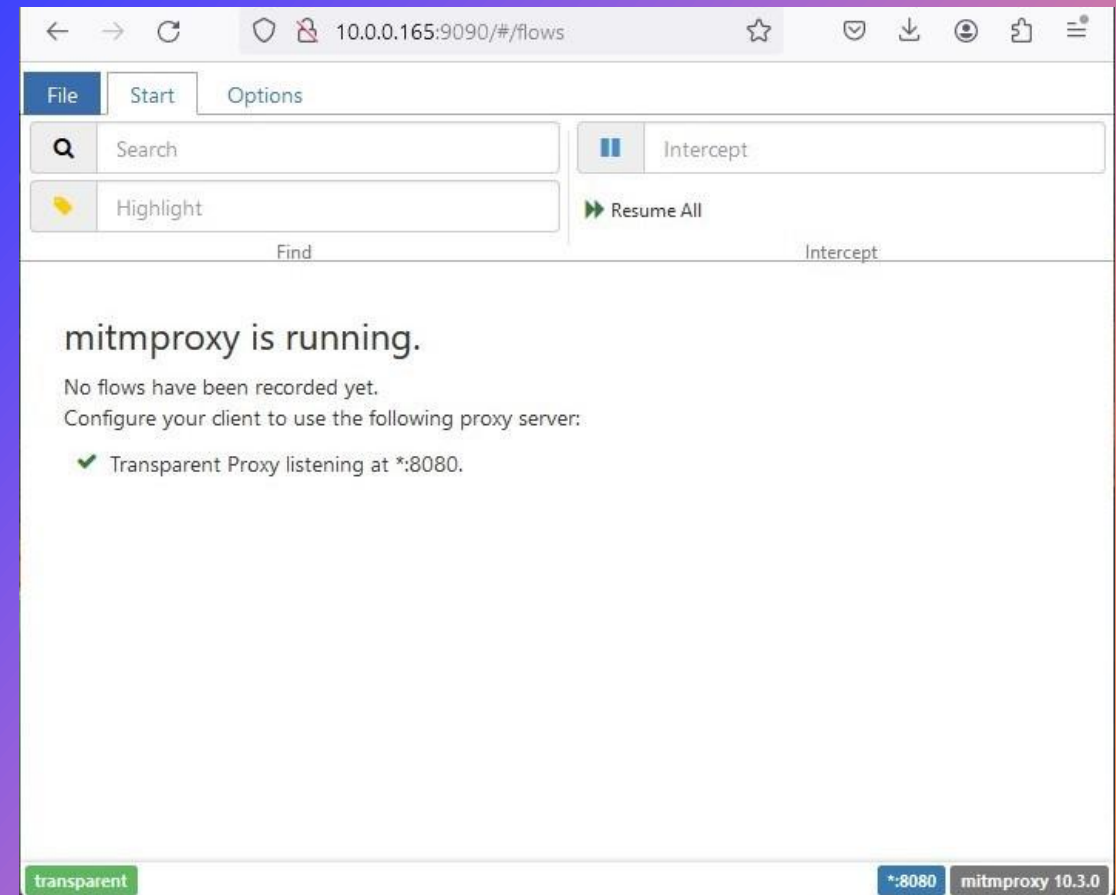 10.0.0.165:9090/#/flows
File Start Options
Search Intercept
Highlight Resume All
Find Intercept
mitmproxy is running.
No flows have been recorded yet.
Configure your client to use the following proxy server:
Transparent Proxy listening at *:8080.
transparent *:8080 mitmproxy 10.3.0